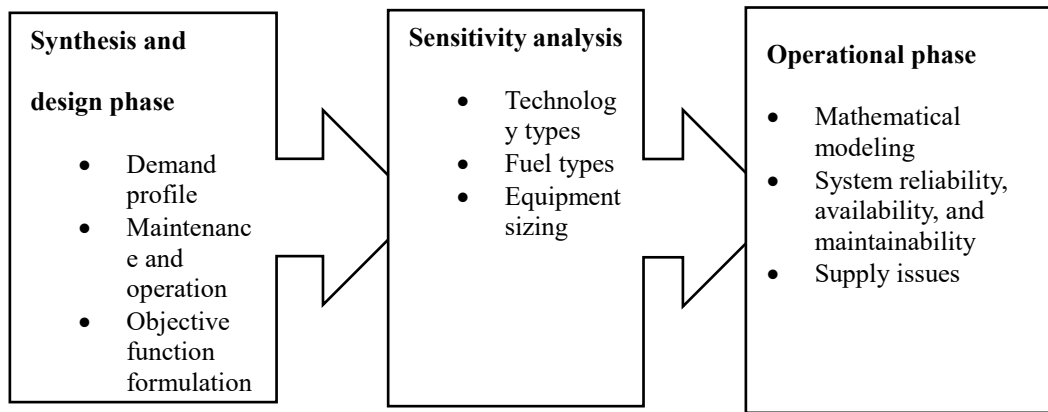 Synthesis and
design phase
• Demand
profile
• Maintenanc
e and
operation
• Objective
function
formulation
Sensitivity analysis
• Technolog
y types
• Fuel types
• Equipment
sizing
Operational phase
• Mathematical
modeling
• System reliability,
availability, and
maintainability
• Supply issues